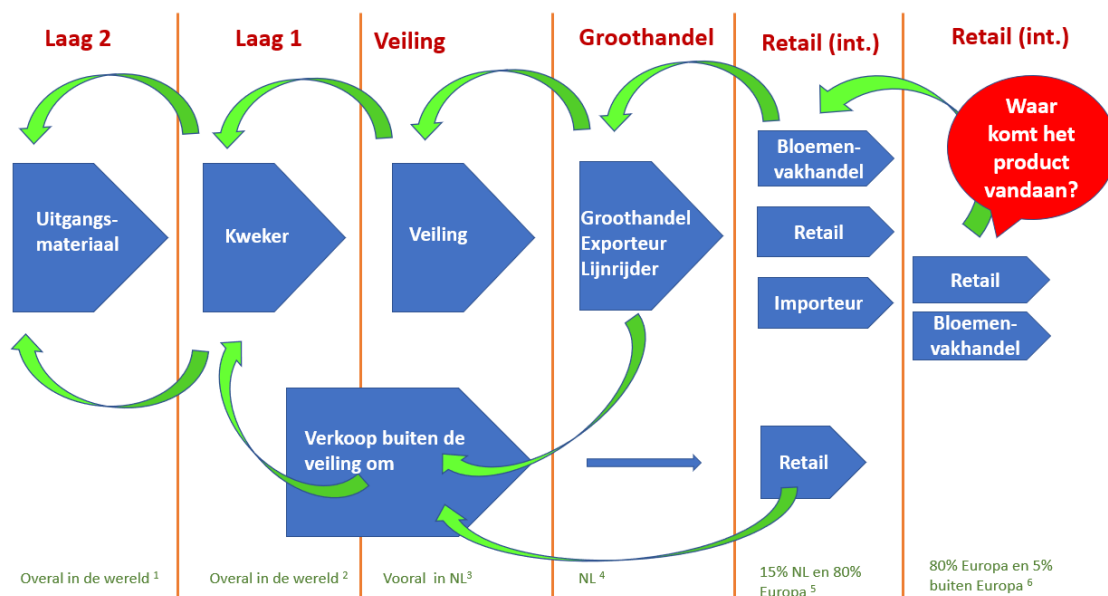 Laag 2
Laag 1
Veiling
Groothandel
Retail (int.)
Retail (int.)
Waar
komt het
product
vandaan?
Uitgangs-
materiaal
Kweker
Veiling
Groothandel
Exporteur
Lijnrijder
Bloemen-
vakhandel
Retail
Importeur
Retail
Bloemen-
vakhandel
Verkoop buiten de
veiling om
Retail
Overal in de wereld 1
Overal in de wereld 2
Vooral in NL3
NL 4
15% NL en 80%
Europa 5
80% Europa en 5%
buiten Europa 6